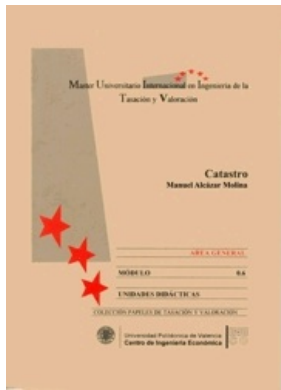 Master Universitario Internacional en Ingeniería de la
Tasación y Valoración
Catastro
Manuel Alcázar Molina
AREA GENERAL
MÓDULO 0.6
UNIDADES DIDÁCTICAS
COLECCIÓN PAPELES DE TASACIÓN Y VALORACIÓN
Universidad Politécnica de Valencia
Centro de Ingeniería Económica